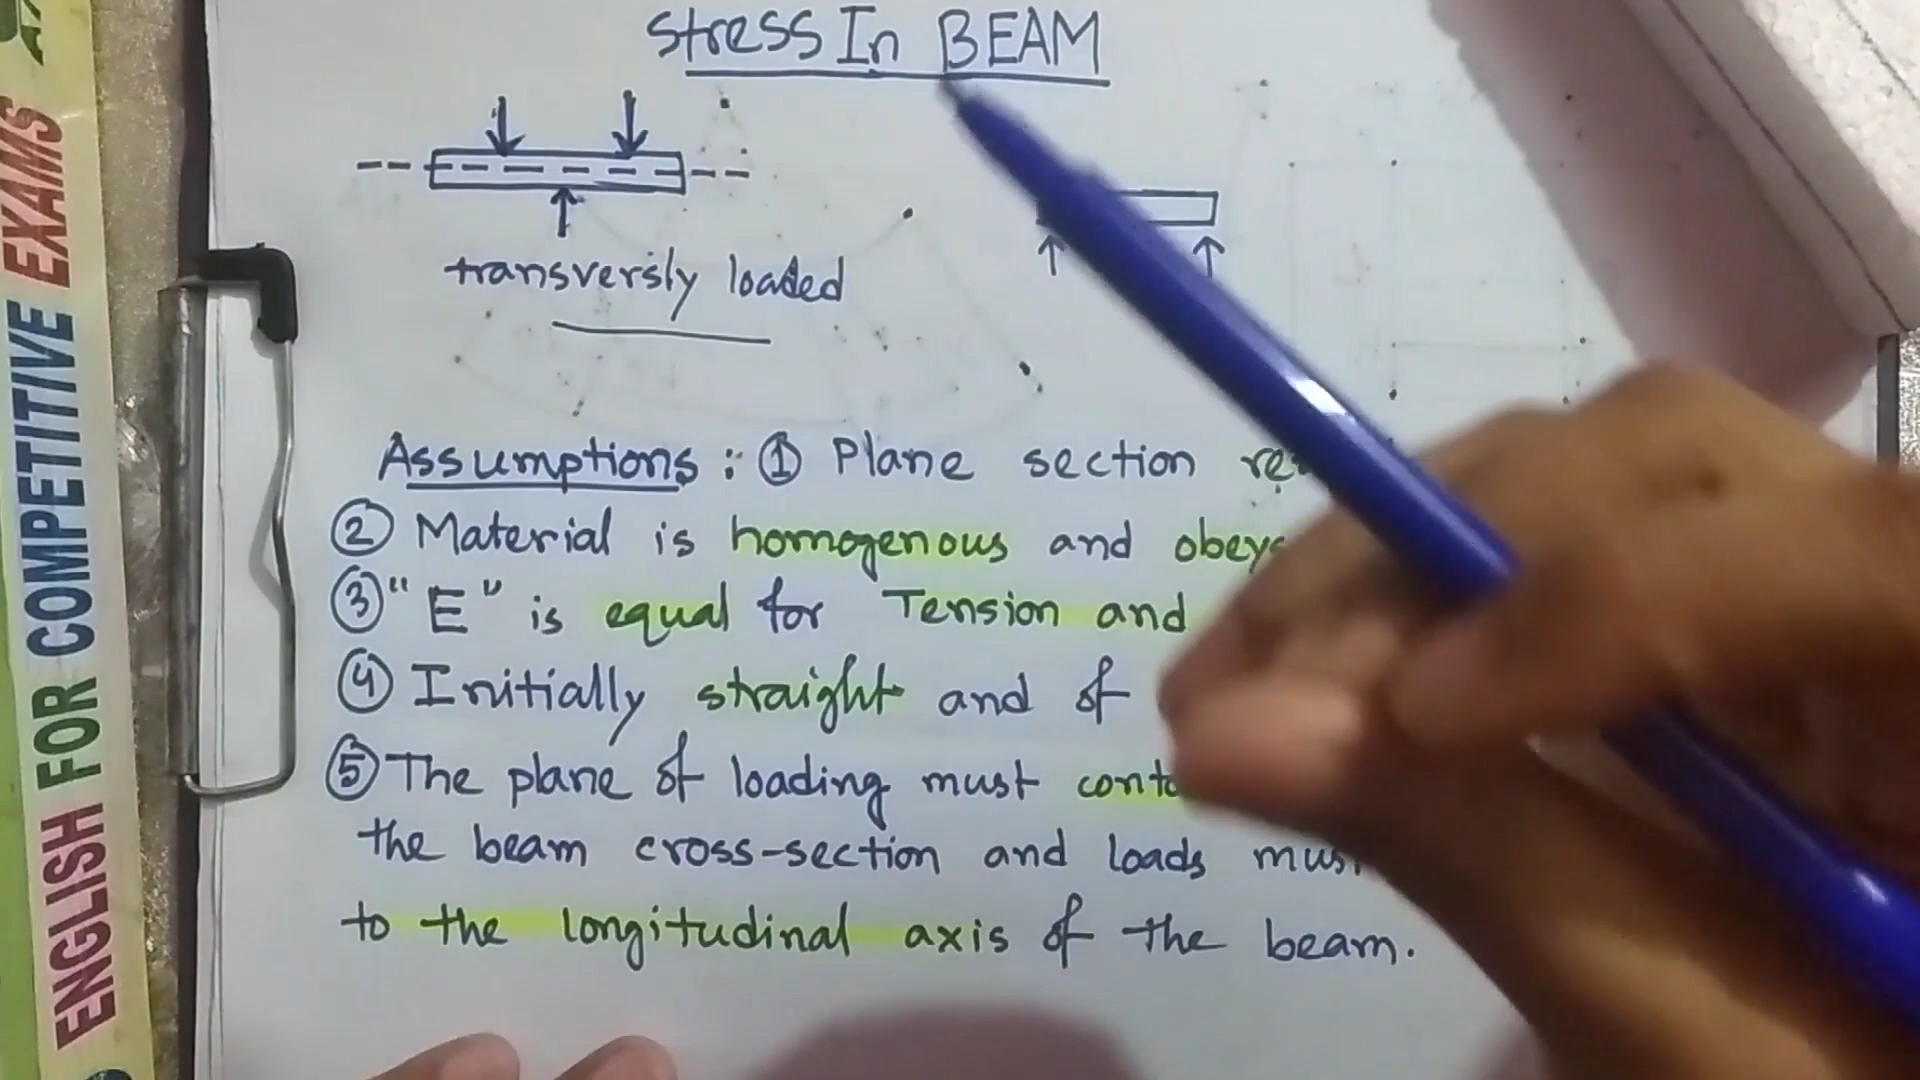 Stress In BEAM
transversly loaded
Assumptions : ① Plane section
② Material is homogenous and obeys
③ "E" is equal for Tension and
④ Initially straight and of
⑤ The plane of loading must
the beam cross-section and loads
to the longitudinal axis of the beam.
ENGLISH FOR COMPETITIVE EXAMS